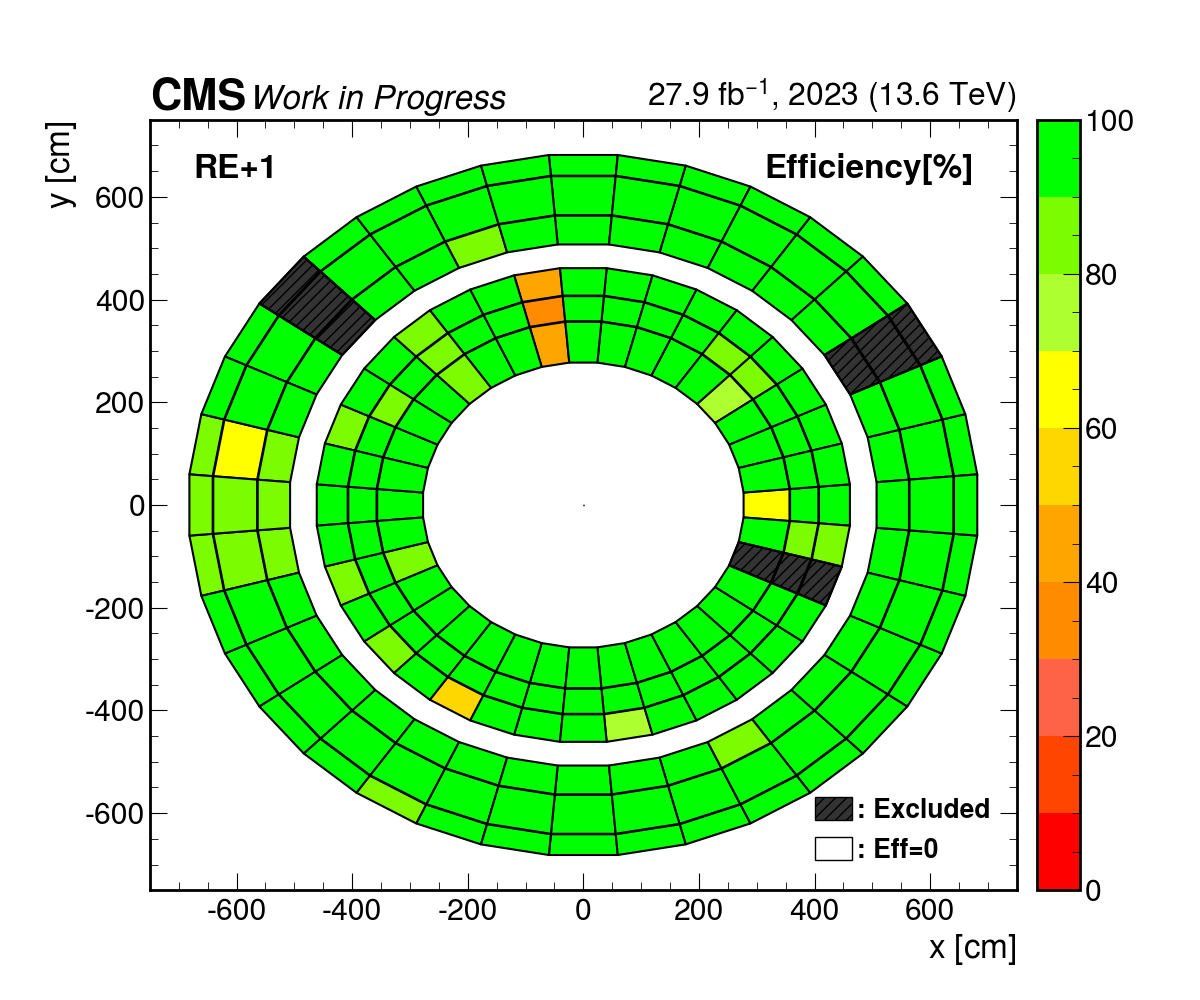 CMS Work in Progress 27.9 fb⁻¹, 2023 (13.6 TeV)
y [cm]
RE+1 Efficiency[%]
600
400
200
0
-200
-400
-600
-600 -400 -200 0 200 400 600
x [cm]
: Excluded
: Eff=0
100
80
60
40
20
0